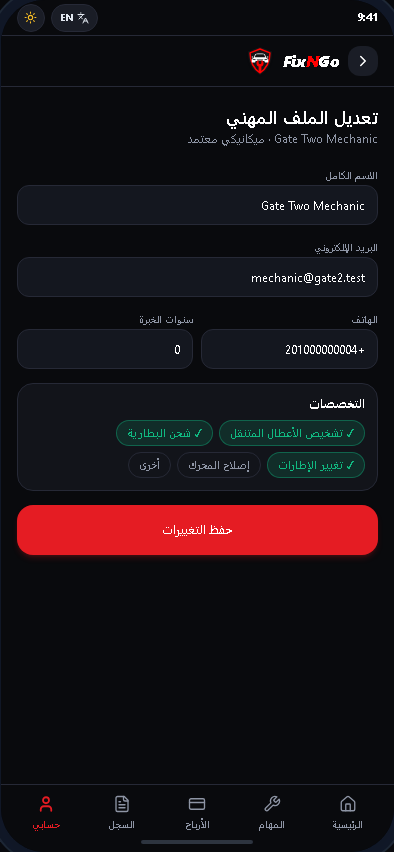 9:41
EN
FixNGo
تعديل الملف المهني
Gate Two Mechanic · ميكانيكي معتمد
الاسم الكامل
Gate Two Mechanic
البريد الإلكتروني
mechanic@gate2.test
الهاتف
سنوات الخبرة
201000000004+
0
التخصصات
✓ تشخيص الأعطال المتنقل
✓ شحن البطارية
✓ تغيير الإطارات
إصلاح المحرك
أخرى
حفظ التغييرات
الرئيسية
المهام
الأرباح
السجل
حسابي